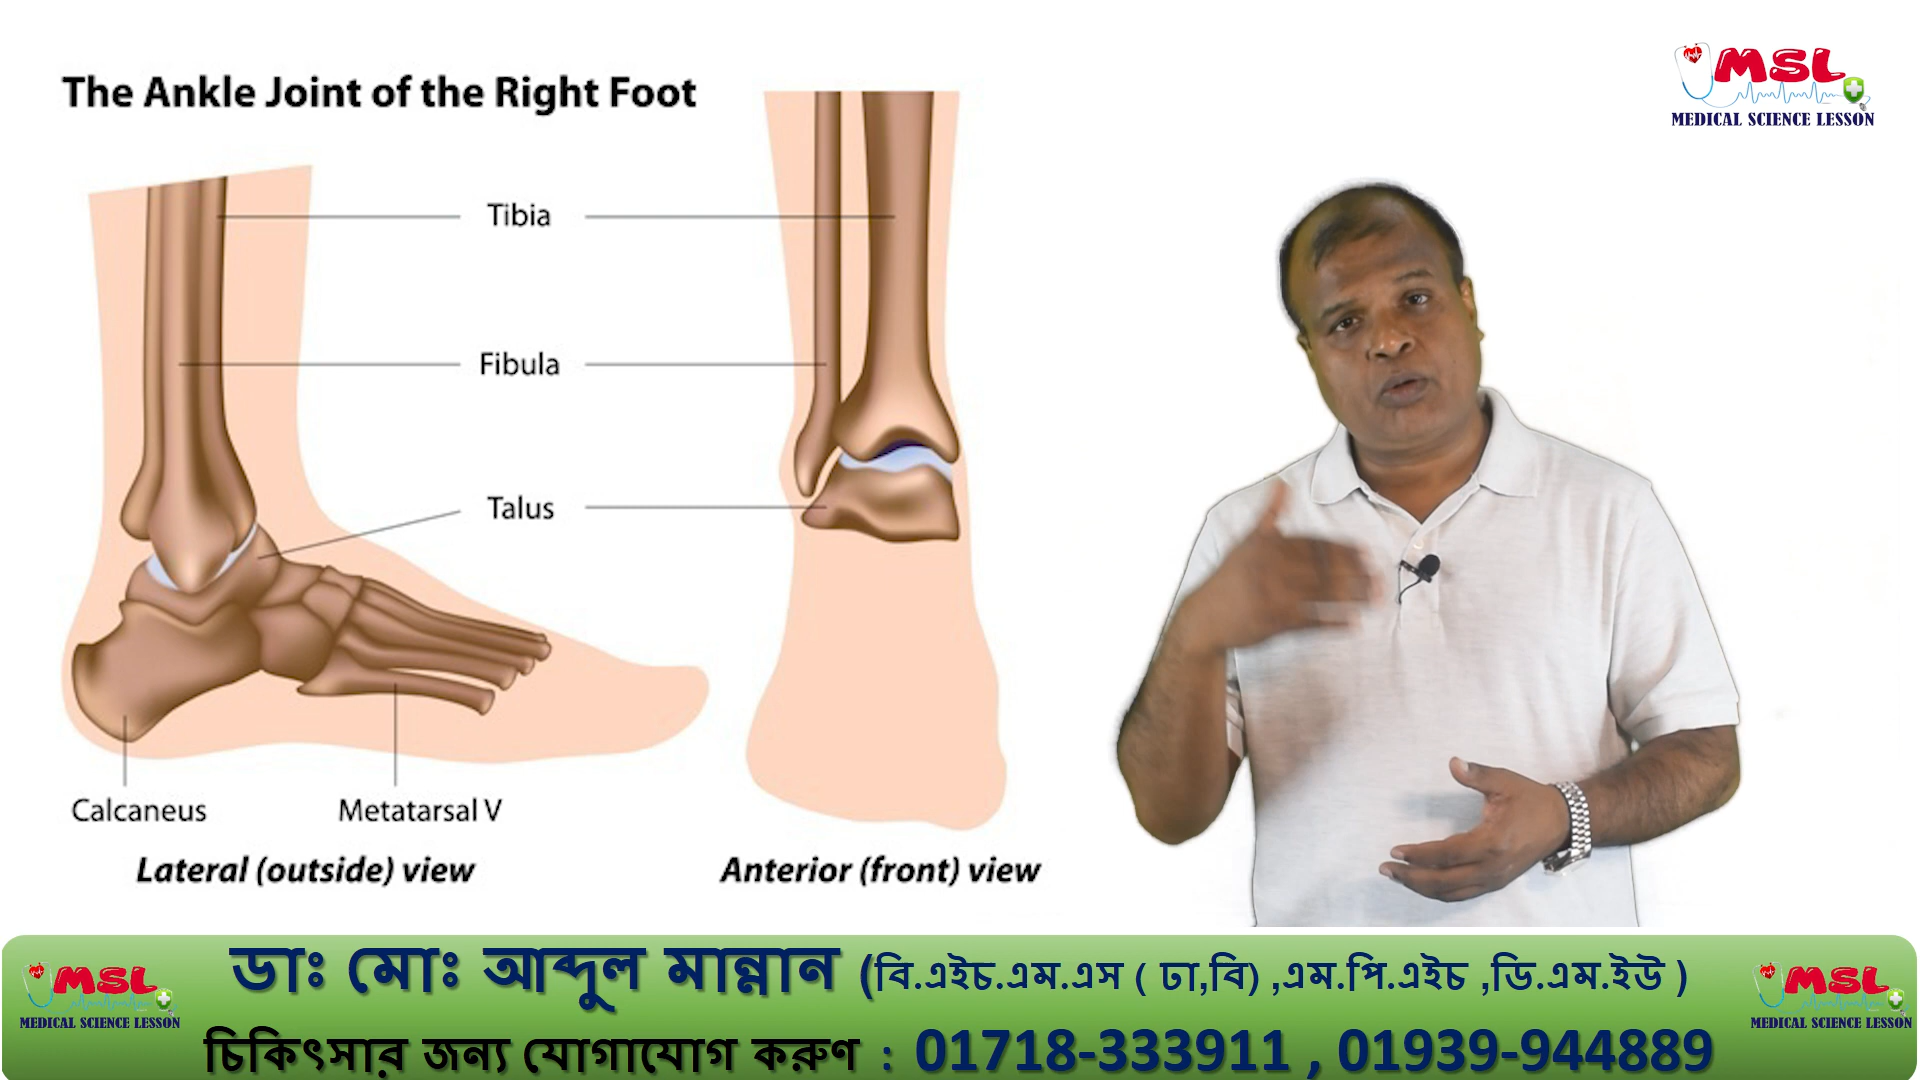 The Ankle Joint of the Right Foot
MSL
MEDICAL SCIENCE LESSON
Tibia
Fibula
Talus
Calcaneus
Metatarsal V
Lateral (outside) view
Anterior (front) view
MSL
MEDICAL SCIENCE LESSON
ডাঃ মোঃ আব্দুল মান্নান (বি.এইচ.এম.এস ( ঢা,বি) ,এম.পি.এইচ ,ডি.এম.ইউ )
চিকিৎসার জন্য যোগাযোগ করুণ : 01718-333911 , 01939-944889
MSL
MEDICAL SCIENCE LESSON